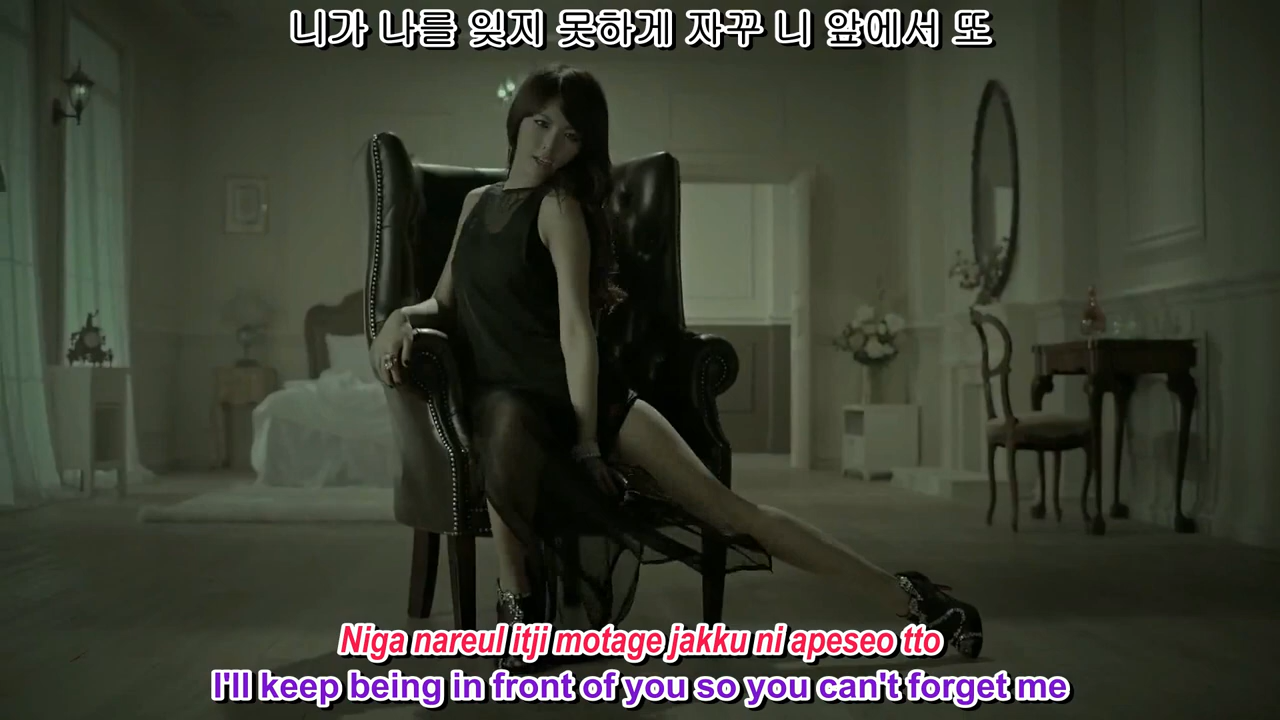 니가 나를 잊지 못하게 자꾸 니 앞에서 또
Niga nareul itji motage jakku ni apeseo tto
I'll keep being in front of you so you can't forget me